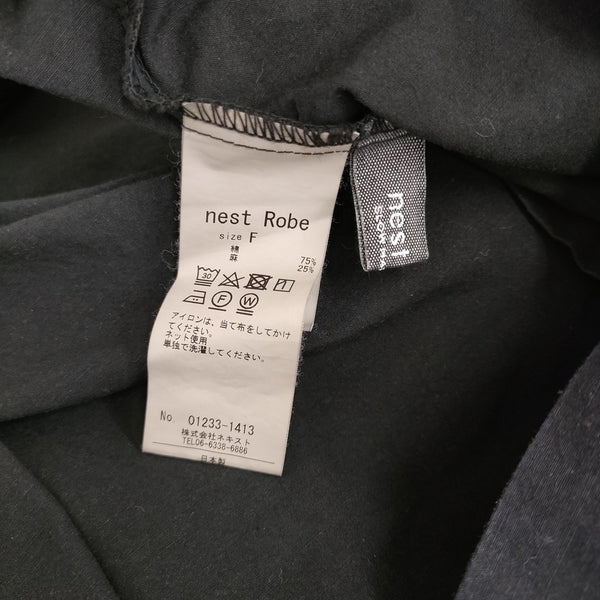 nest Robe
size F
綿 75%
麻 25%
30
F W
アイロンは、当て布をしてかけ
てください。
ネット使用
単独で洗濯してください。
No. 01233-1413
株式会社ネキスト
TEL06-6338-6886
日本製
nest